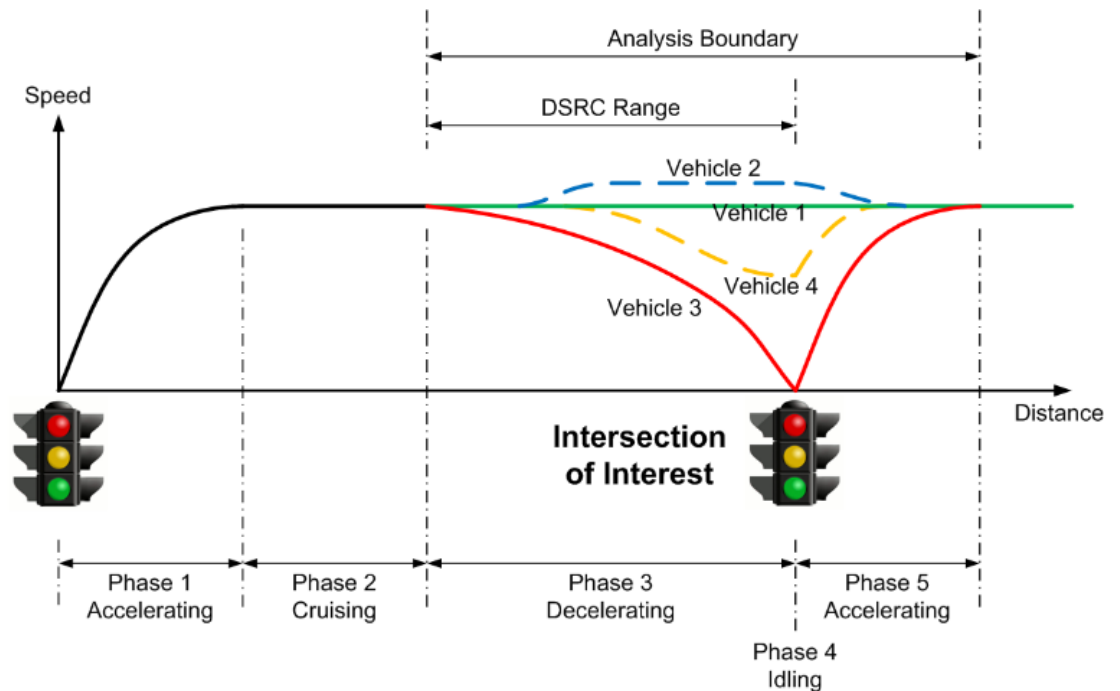 Analysis Boundary
Speed
DSRC Range
Vehicle 2
Vehicle 1
Vehicle 4
Vehicle 3
Distance
Intersection
of Interest
Phase 1
Accelerating
Phase 2
Cruising
Phase 3
Decelerating
Phase 5
Accelerating
Phase 4
Idling